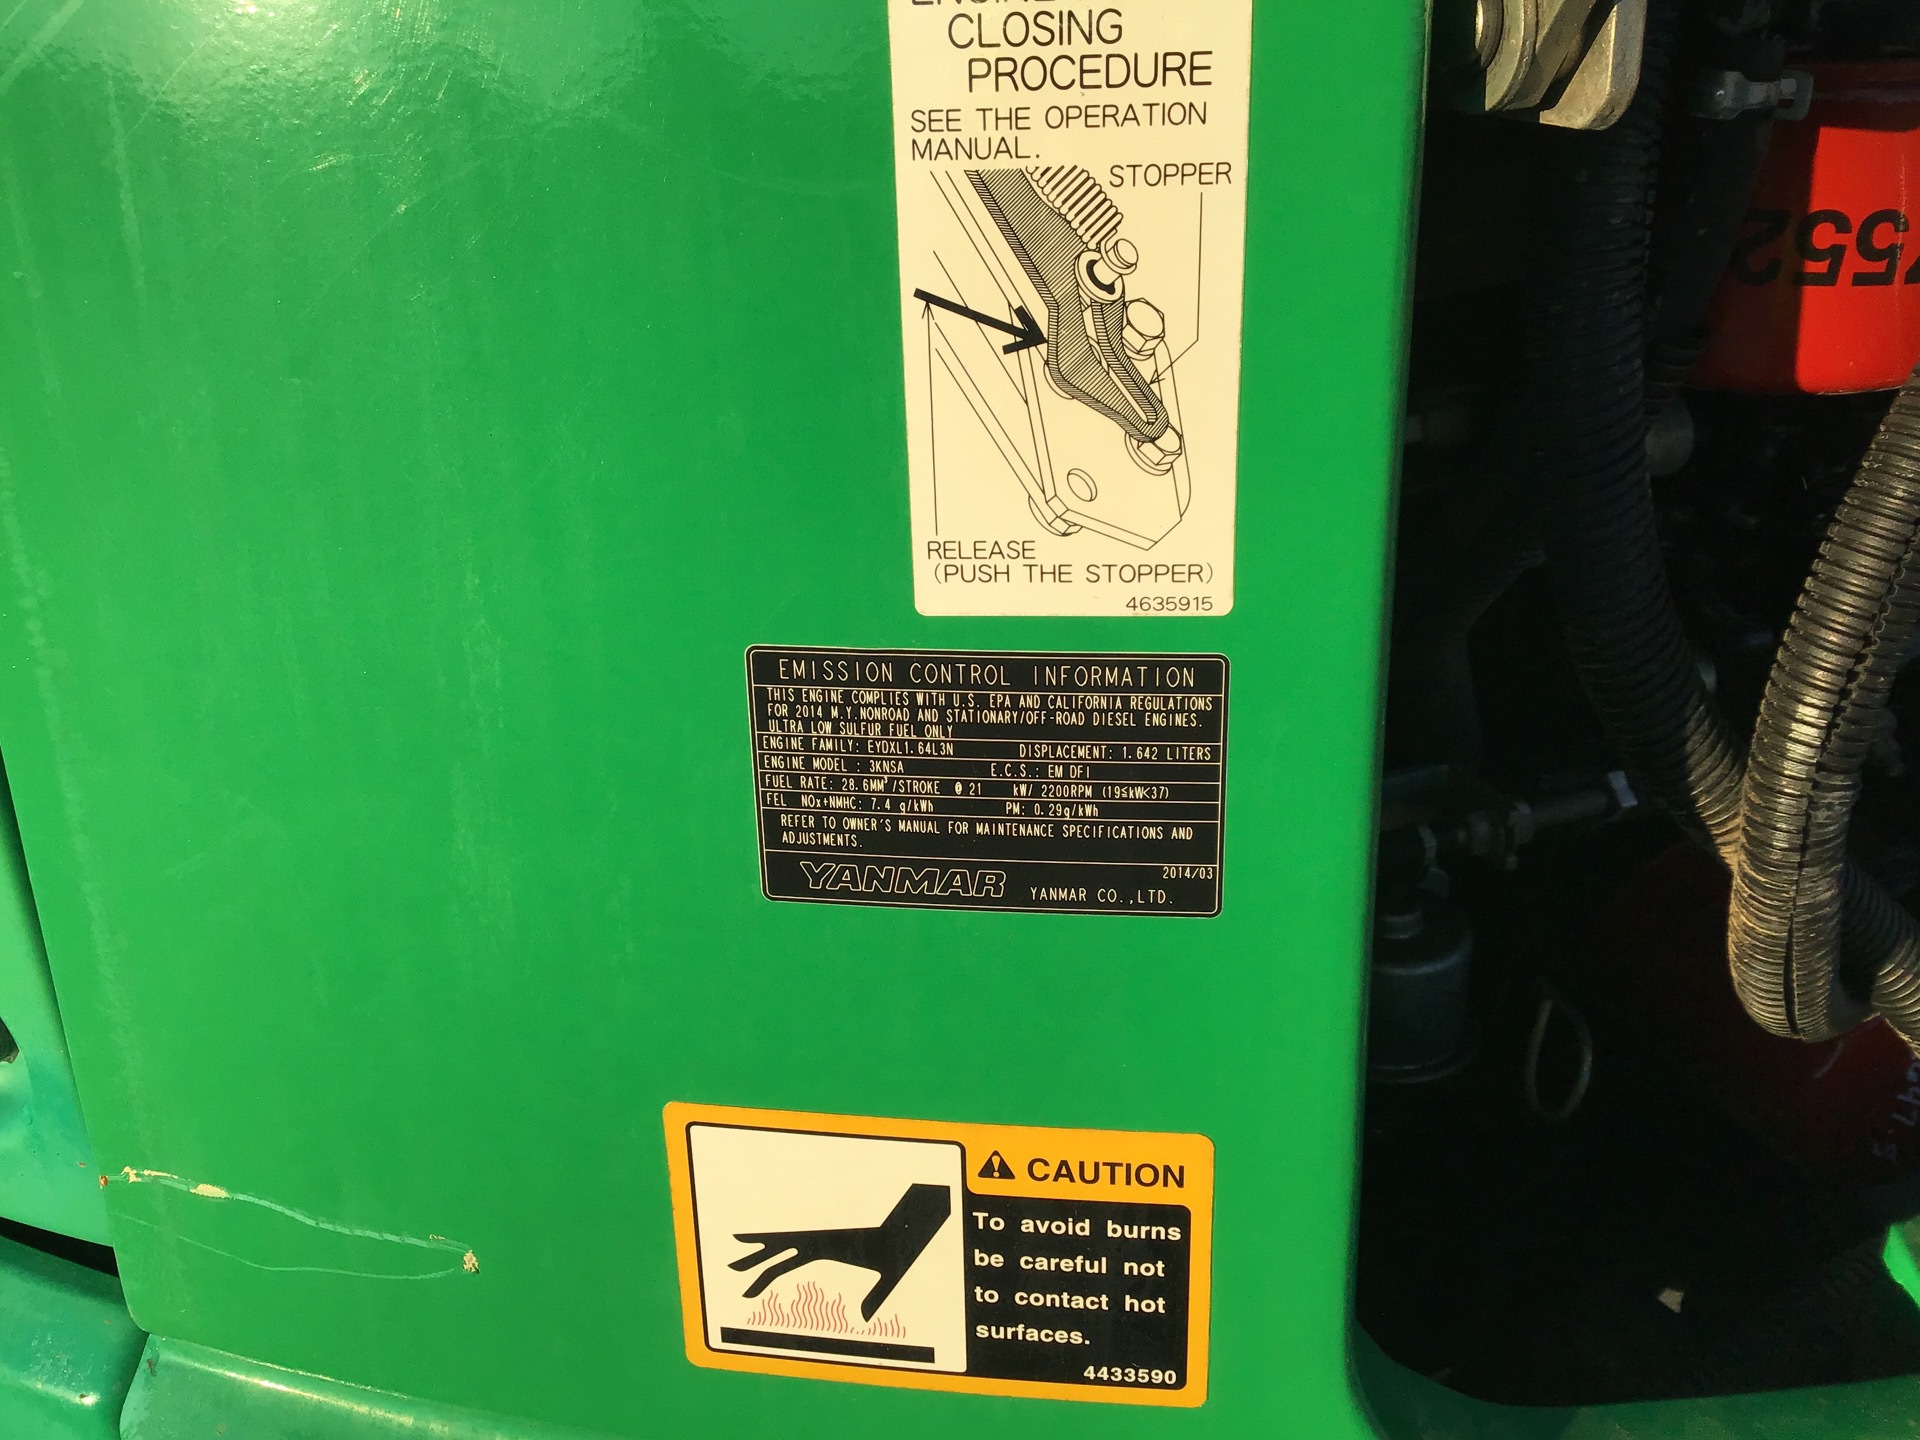 CLOSING
PROCEDURE
SEE THE OPERATION
MANUAL.
STOPPER
RELEASE
(PUSH THE STOPPER)
4635915
EMISSION CONTROL INFORMATION
THIS ENGINE COMPLIES WITH U.S. EPA AND CALIFORNIA REGULATIONS
FOR 2014 M.Y.NONROAD AND STATIONARY/OFF-ROAD DIESEL ENGINES.
ULTRA LOW SULFUR FUEL ONLY
ENGINE FAMILY: EYDXL1.64L3N DISPLACEMENT: 1.642 LITERS
ENGINE MODEL : 3KNSA E.C.S.: EM DFI
FUEL RATE: 28.6MM³/STROKE @ 21 kW/ 2200RPM (19≤kW<37)
FEL NOx+NMHC: 7.4 g/kWh PM: 0.29g/kWh
REFER TO OWNER'S MANUAL FOR MAINTENANCE SPECIFICATIONS AND
ADJUSTMENTS.
2014/03
YANMAR YANMAR CO.,LTD.
CAUTION
To avoid burns
be careful not
to contact hot
surfaces.
4433590
552